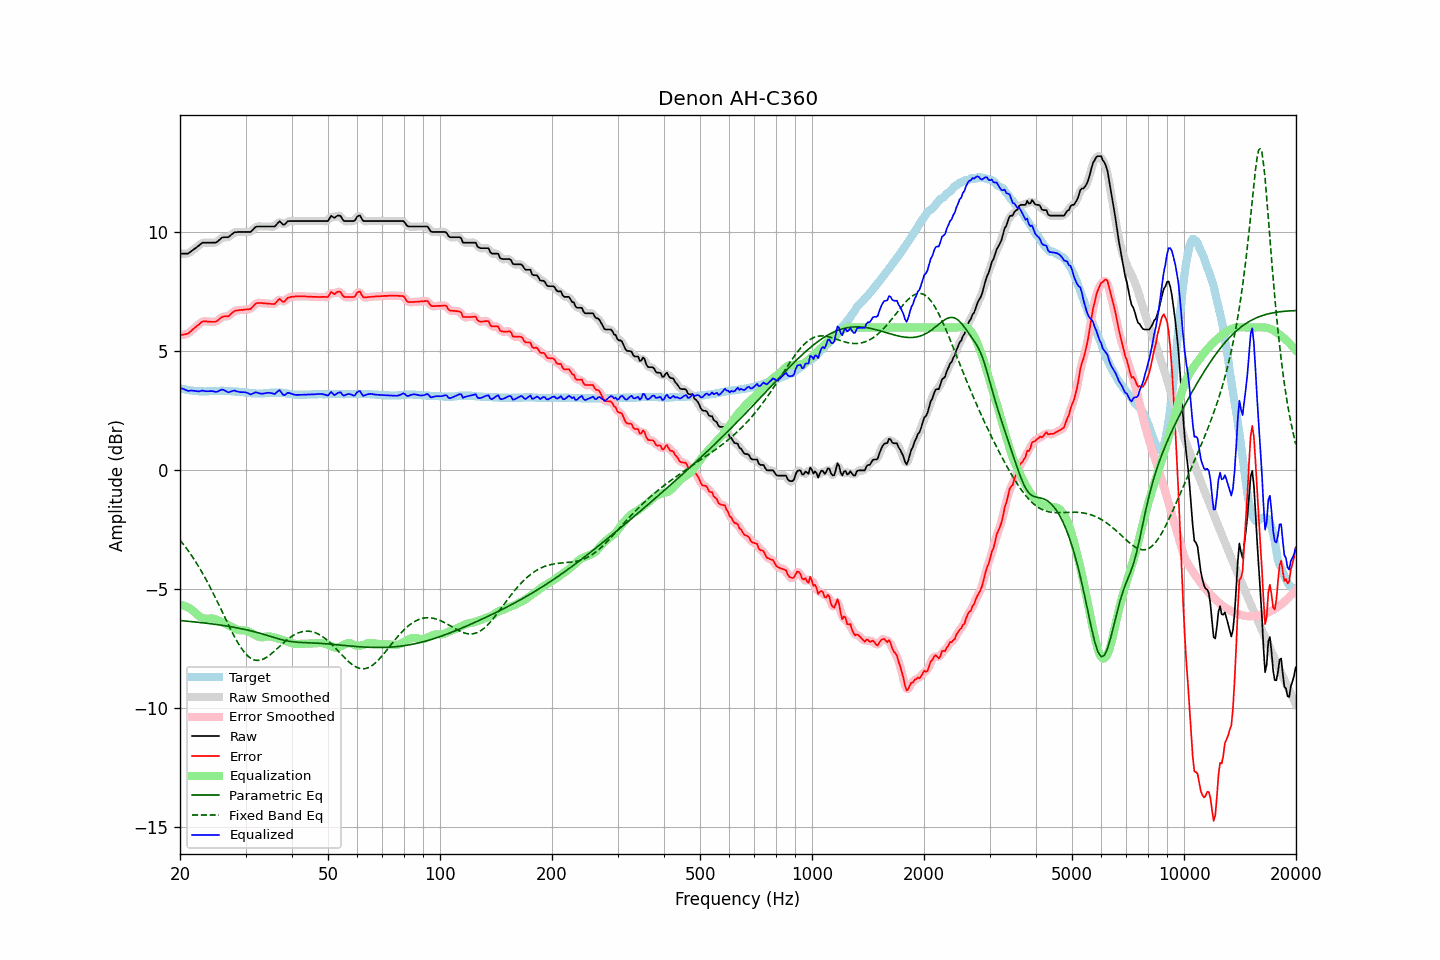 Denon AH-C360
Amplitude (dBr)
10
5
0
−5
−10
−15
Target
Raw Smoothed
Error Smoothed
Raw
Error
Equalization
Parametric Eq
Fixed Band Eq
Equalized
20 50 100 200 500 1000 2000 5000 10000 20000
Frequency (Hz)